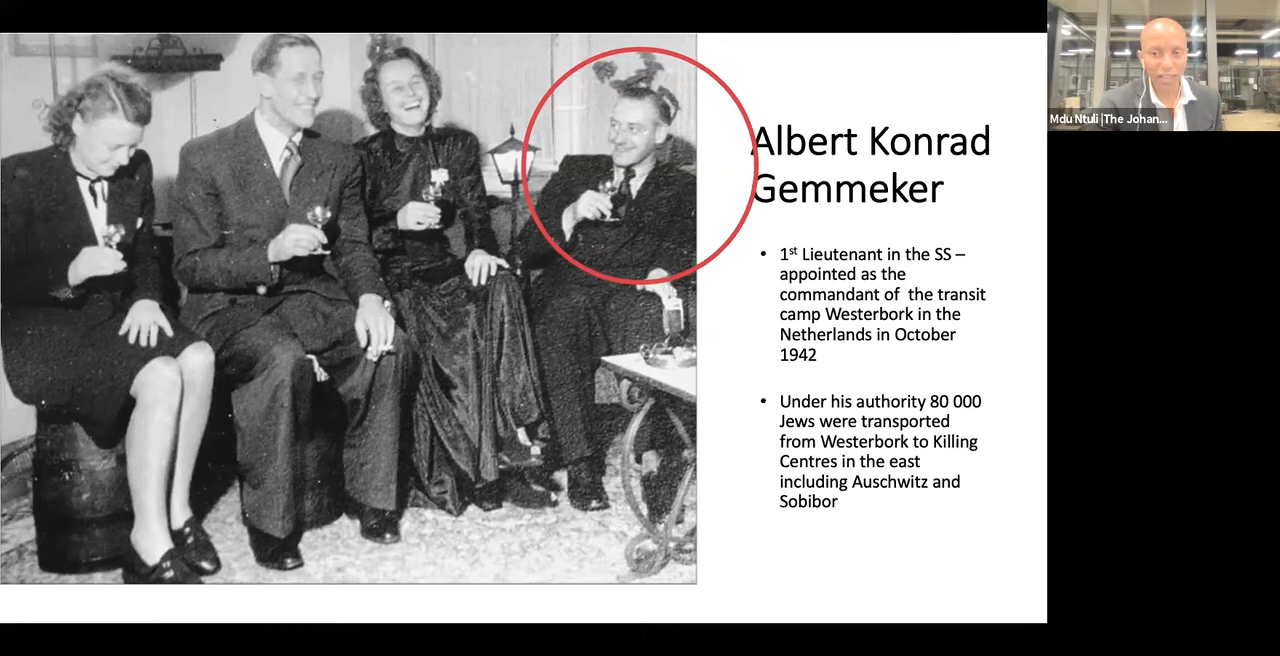 Mdu Ntuli |The Johan...
Albert Konrad
Gemmeker
• 1st Lieutenant in the SS –
appointed as the
commandant of the transit
camp Westerbork in the
Netherlands in October
1942
• Under his authority 80 000
Jews were transported
from Westerbork to Killing
Centres in the east
including Auschwitz and
Sobibor